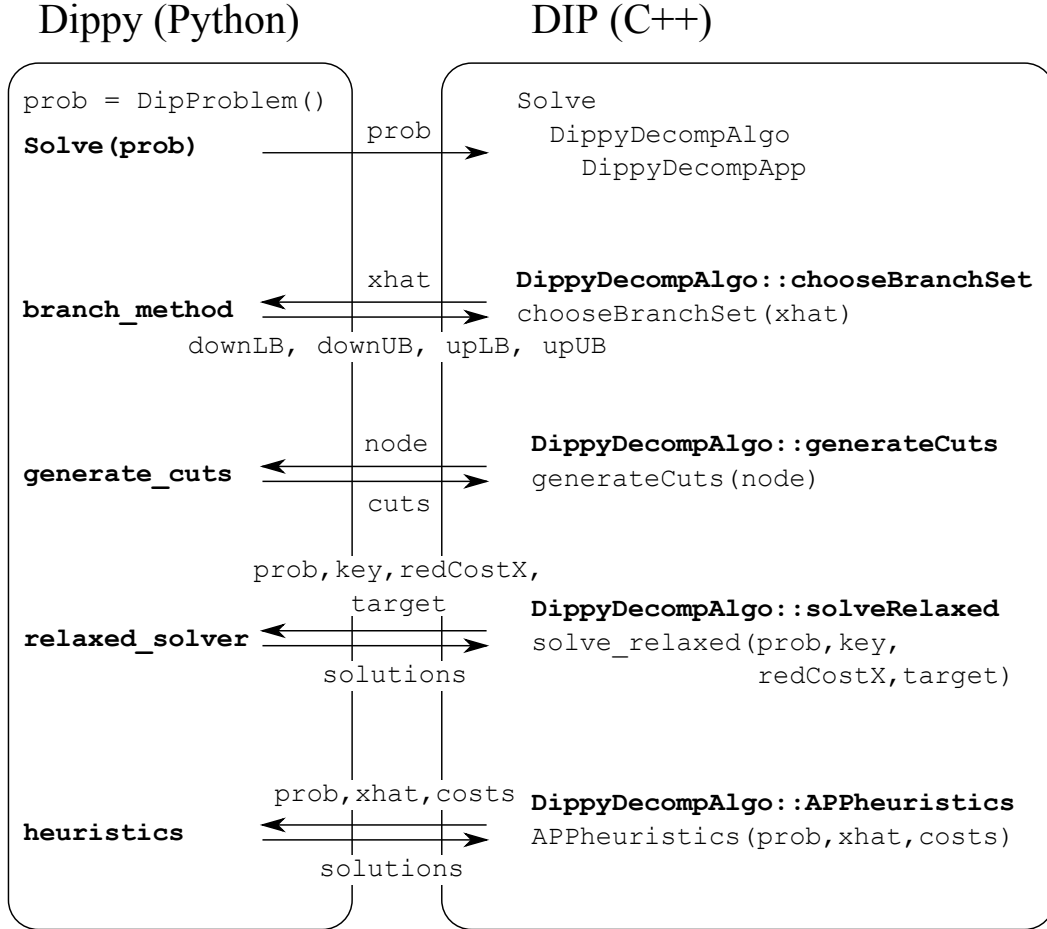 Dippy (Python)
DIP (C++)
prob = DipProblem()
Solve(prob)
prob
Solve
DippyDecompAlgo
DippyDecompApp
branch_method
xhat
downLB, downUB, upLB, upUB
DippyDecompAlgo::chooseBranchSet
chooseBranchSet(xhat)
generate_cuts
node
cuts
DippyDecompAlgo::generateCuts
generateCuts(node)
relaxed_solver
prob,key,redCostX,
target
solutions
DippyDecompAlgo::solveRelaxed
solve_relaxed(prob,key,
redCostX,target)
heuristics
prob,xhat,costs
solutions
DippyDecompAlgo::APPheuristics
APPheuristics(prob,xhat,costs)